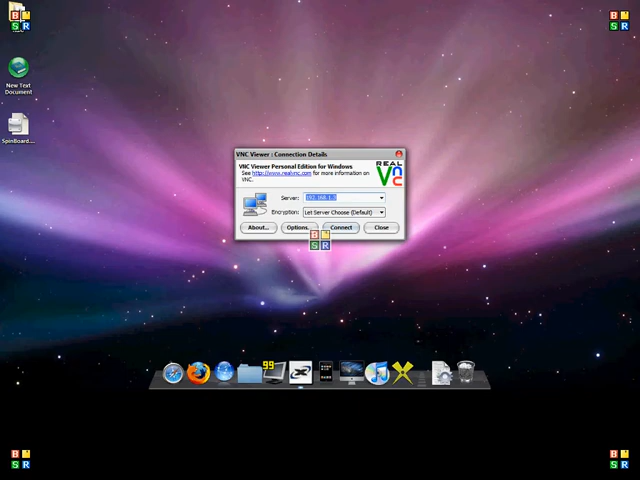 B
S R
B
S R
New Text
Document
SpinBoard....
VNC Viewer : Connection Details
VNC Viewer Personal Edition for Windows
See http://www.realvnc.com for more information on
VNC.
REAL
VNC
Server:
192.168.1.3
Encryption:
Let Server Choose (Default)
About...
Options...
Connect
Close
B
S R
99
B
S R
B
S R